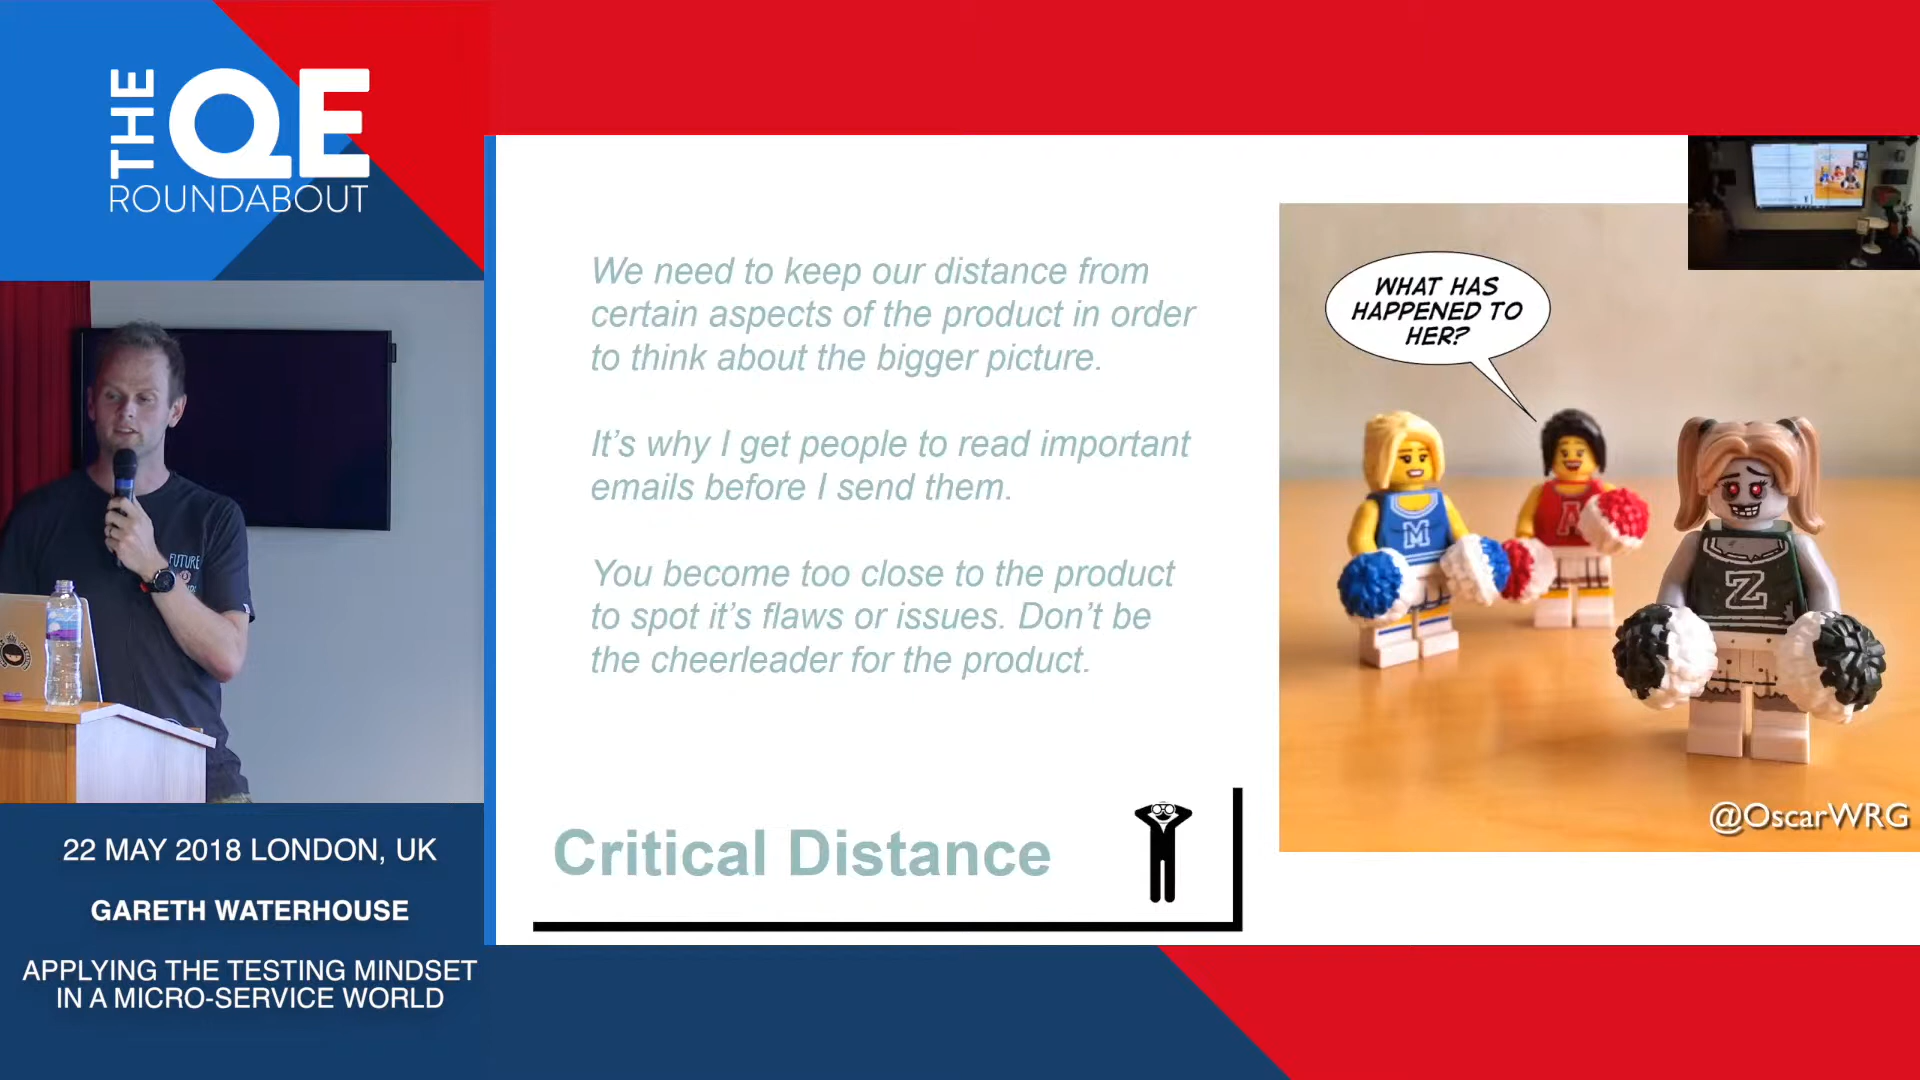 THE
QE
ROUNDABOUT
We need to keep our distance from
certain aspects of the product in order
to think about the bigger picture.
It's why I get people to read important
emails before I send them.
You become too close to the product
to spot it's flaws or issues. Don't be
the cheerleader for the product.
Critical Distance
WHAT HAS
HAPPENED TO
HER?
M
A
Z
@OscarWRG
FUTURE
22 MAY 2018 LONDON, UK
GARETH WATERHOUSE
APPLYING THE TESTING MINDSET
IN A MICRO-SERVICE WORLD